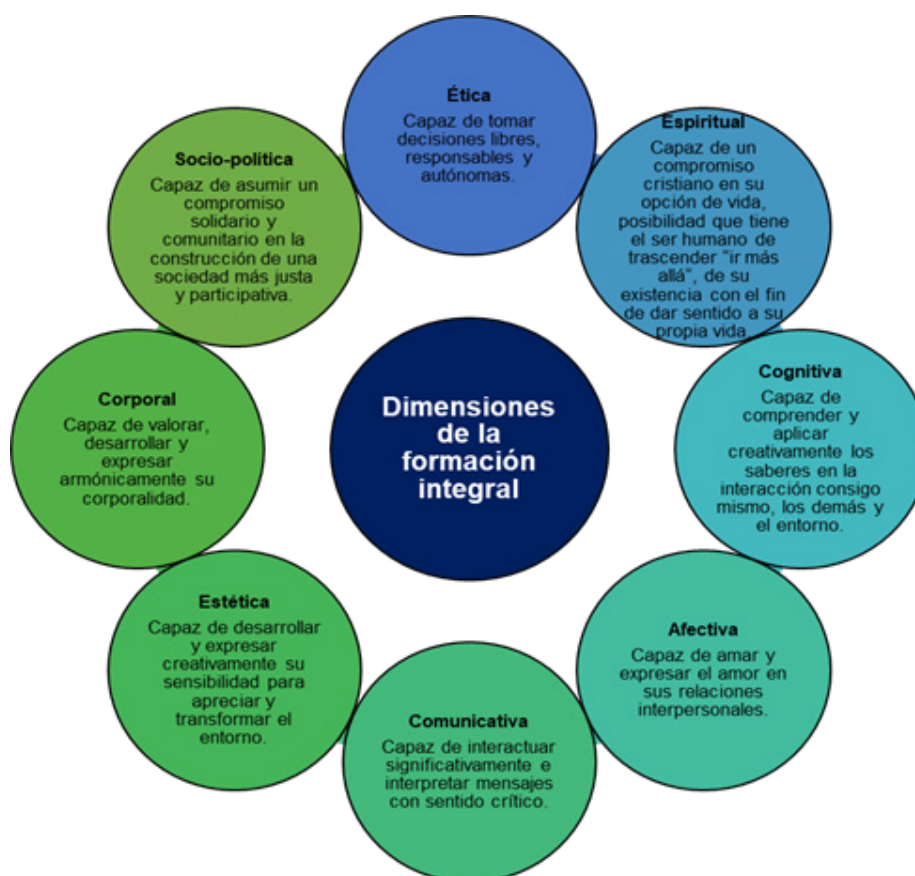 Ética
Capaz de tomar
decisiones libres,
responsables y
autónomas.
Espiritual
Capaz de un
compromiso
cristiano en su
opción de vida,
posibilidad que tiene
el ser humano de
trascender "ir más
allá", de su
existencia con el fin
de dar sentido a su
propia vida.
Cognitiva
Capaz de
comprender y
aplicar
creativamente los
saberes en la
interacción consigo
mismo, los demás y
el entorno.
Afectiva
Capaz de amar y
expresar el amor en
sus relaciones
interpersonales.
Comunicativa
Capaz de interactuar
significativamente e
interpretar mensajes
con sentido crítico.
Estética
Capaz de desarrollar
y expresar
creativamente su
sensibilidad para
apreciar y
transformar el
entorno.
Corporal
Capaz de valorar,
desarrollar y
expresar
armónicamente su
corporalidad.
Socio-política
Capaz de asumir un
compromiso
solidario y
comunitario en la
construcción de una
sociedad más justa
y participativa.
Dimensiones
de la
formación
integral